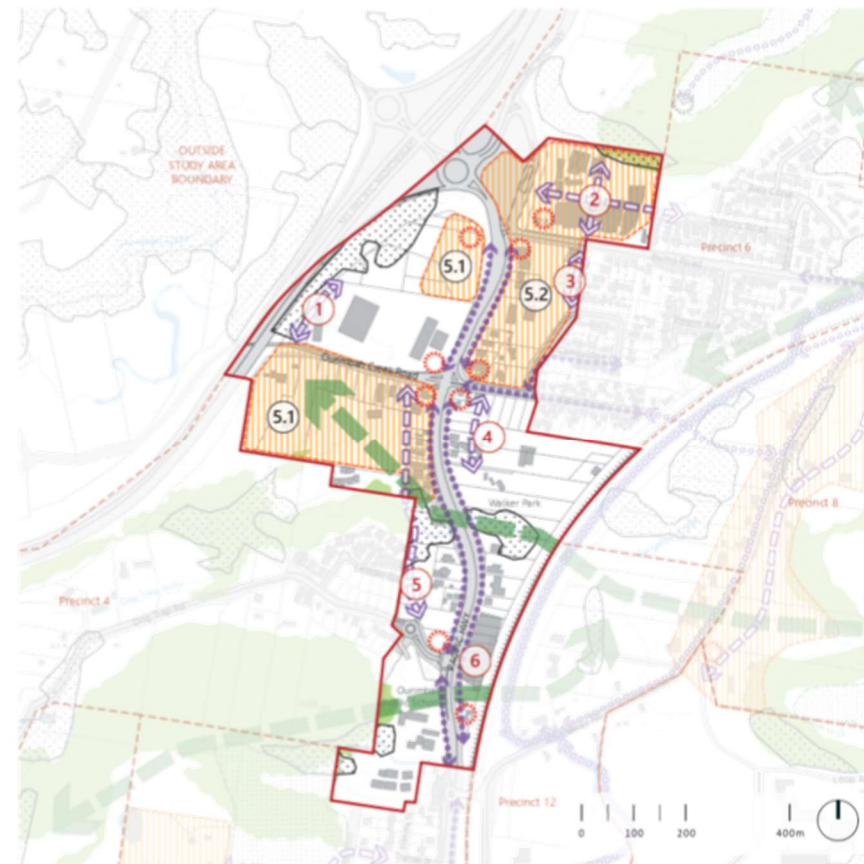 OUTSIDE
STUDY AREA
BOUNDARY
2
Precinct 6
5.1
3
5.2
1
5.1
4
Walker Park
Precinct 8
5
Precinct 4
6
Precinct 12
0 100 200 400m